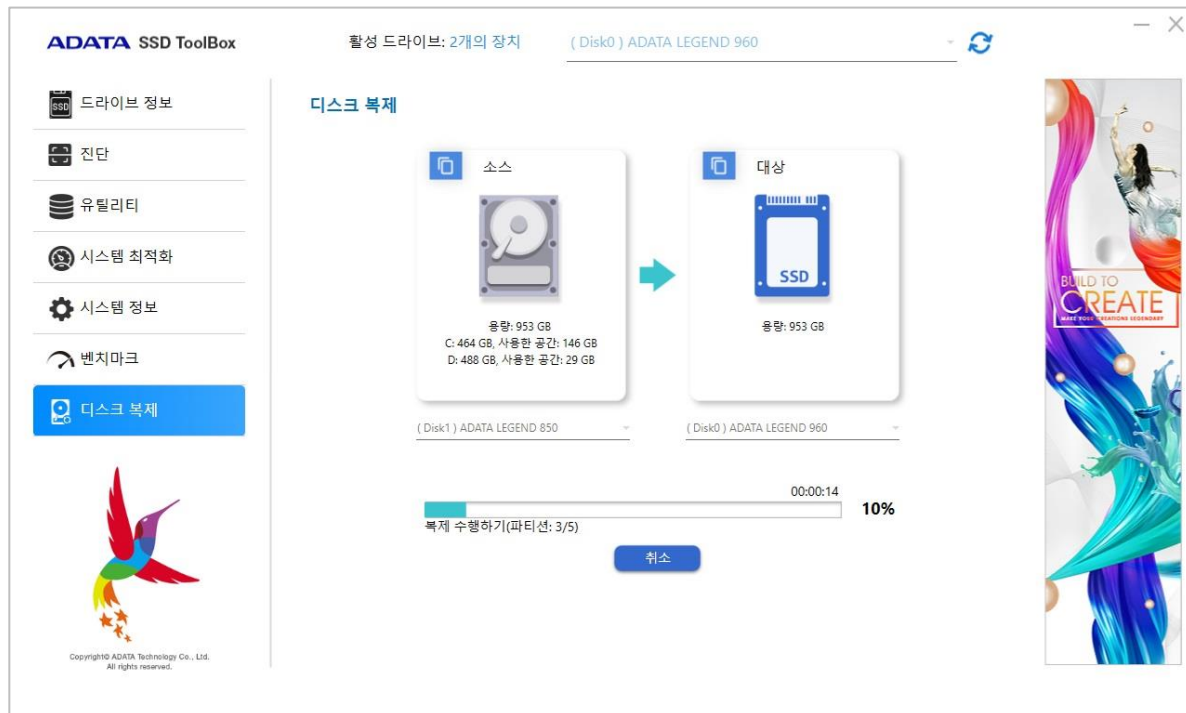 ADATA SSD ToolBox
활성 드라이브: 2개의 장치
( Disk0 ) ADATA LEGEND 960
드라이브 정보
진단
유틸리티
시스템 최적화
시스템 정보
벤치마크
디스크 복제
Copyright© ADATA Technology Co., Ltd.
All rights reserved.
디스크 복제
소스
용량: 953 GB
C: 464 GB, 사용한 공간: 146 GB
D: 488 GB, 사용한 공간: 29 GB
( Disk1 ) ADATA LEGEND 850
대상
SSD
용량: 953 GB
( Disk0 ) ADATA LEGEND 960
00:00:14
10%
복제 수행하기(파티션: 3/5)
취소
BUILD TO
CREATE
MAKE YOUR CREATIONS LEGENDARY
SSD